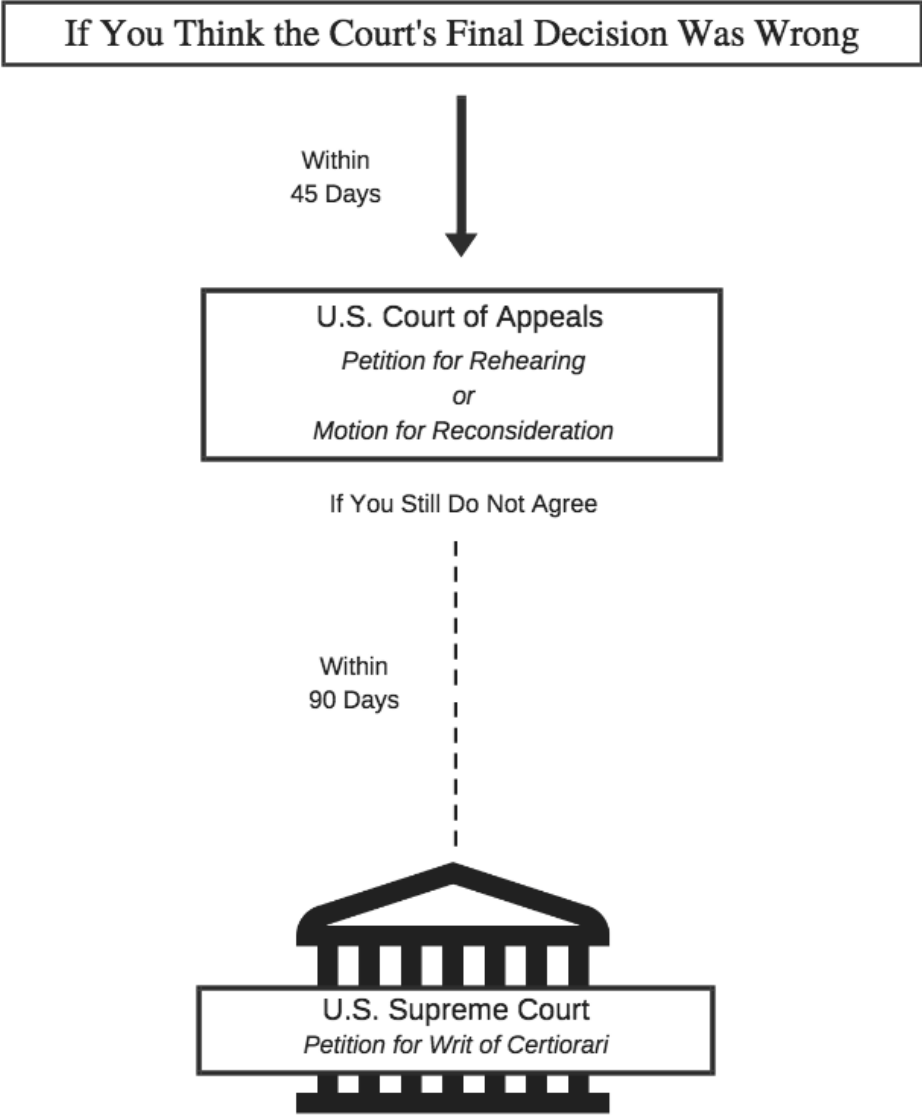 If You Think the Court's Final Decision Was Wrong
Within
45 Days
U.S. Court of Appeals
Petition for Rehearing
or
Motion for Reconsideration
If You Still Do Not Agree
Within
90 Days
U.S. Supreme Court
Petition for Writ of Certiorari